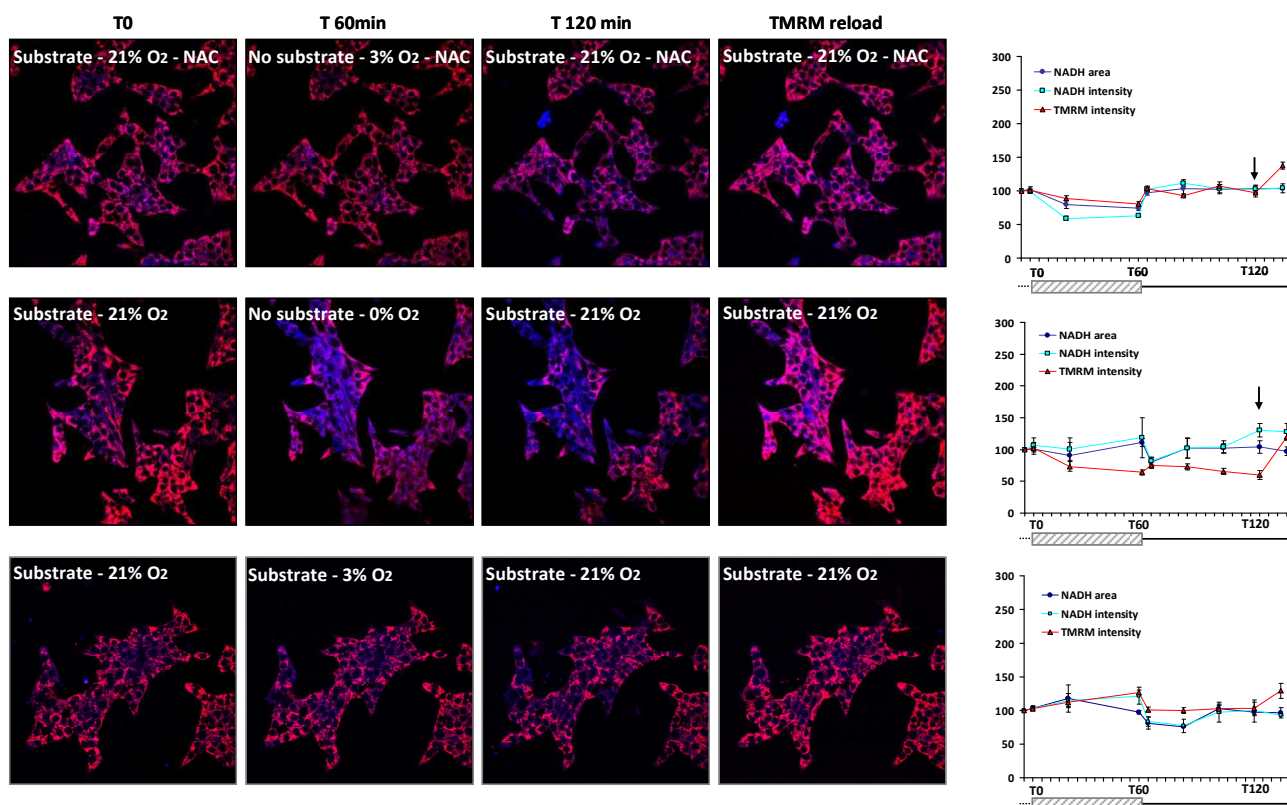 T0 T 60min T 120 min TMRM reload
Substrate - 21% O₂ - NAC No substrate - 3% O₂ - NAC Substrate - 21% O₂ - NAC Substrate - 21% O₂ - NAC
300
250
200
150
100
50
0
NADH area
NADH intensity
TMRM intensity
T0 T60 T120
Substrate - 21% O₂ No substrate - 0% O₂ Substrate - 21% O₂ Substrate - 21% O₂
300
250
200
150
100
50
0
NADH area
NADH intensity
TMRM intensity
T0 T60 T120
Substrate - 21% O₂ Substrate - 3% O₂ Substrate - 21% O₂ Substrate - 21% O₂
300
250
200
150
100
50
0
NADH area
NADH intensity
TMRM intensity
T0 T60 T120